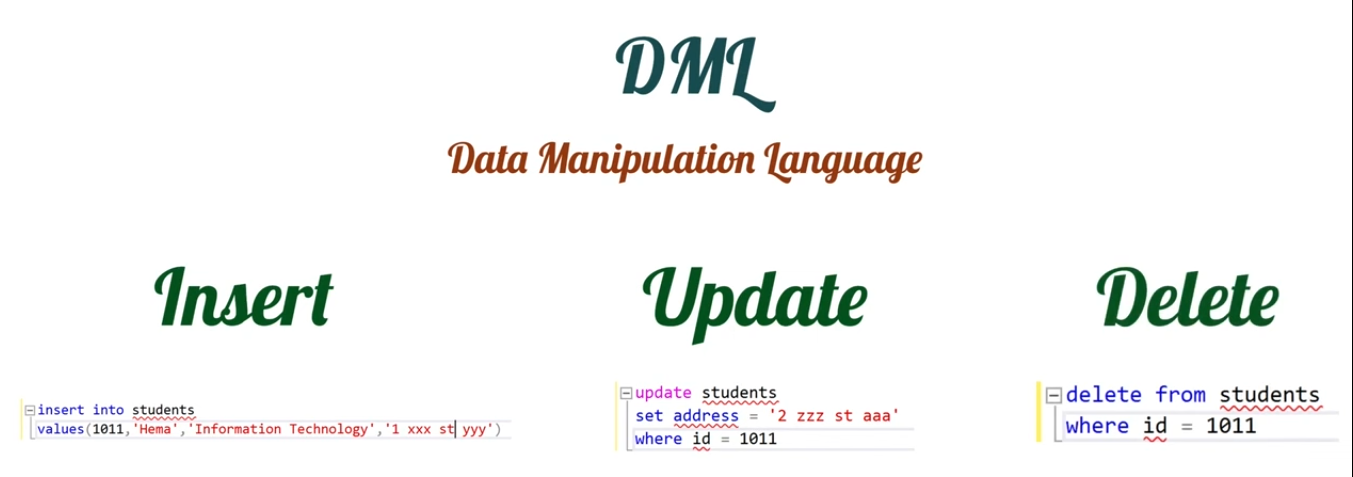 DML
Data Manipulation Language
Insert
insert into students
values(1011,'Hema','Information Technology','1 xxx st yyy')
Update
update students
set address = '2 zzz st aaa'
where id = 1011
Delete
delete from students
where id = 1011